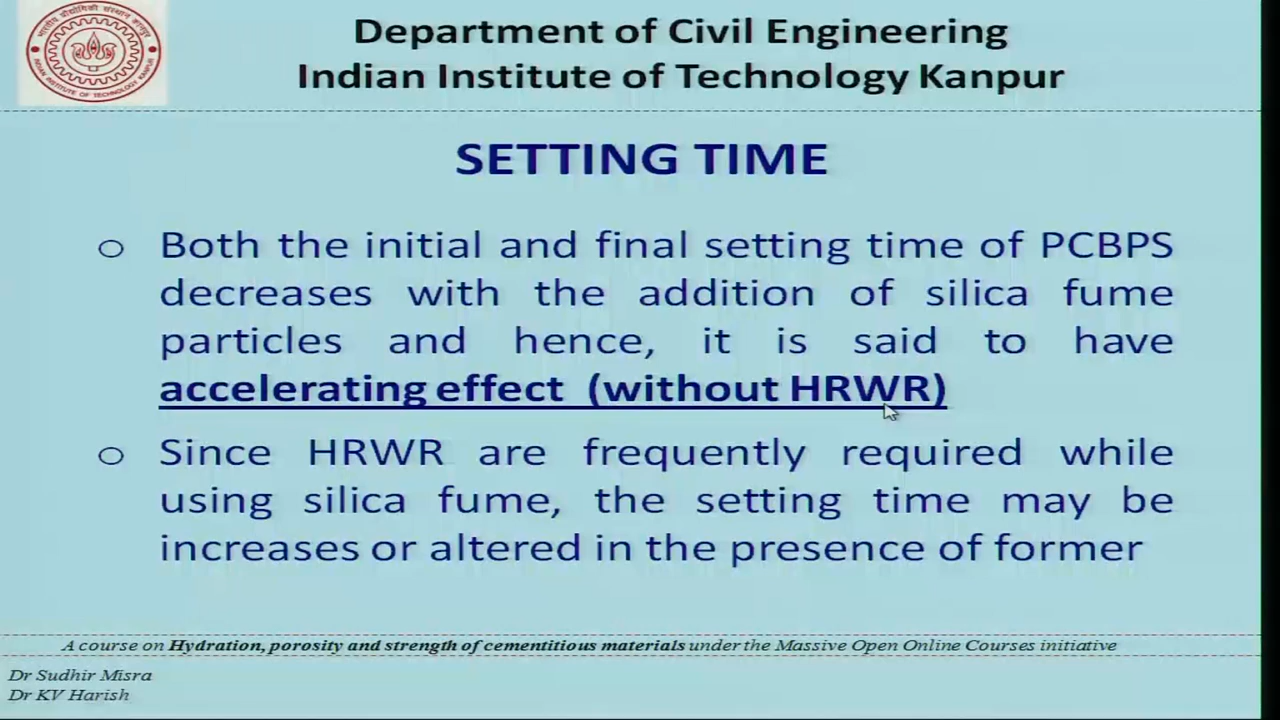 Department of Civil Engineering
Indian Institute of Technology Kanpur
SETTING TIME
o Both the initial and final setting time of PCBPS
decreases with the addition of silica fume
particles and hence, it is said to have
accelerating effect (without HRWR)
o Since HRWR are frequently required while
using silica fume, the setting time may be
increases or altered in the presence of former
A course on Hydration, porosity and strength of cementitious materials under the Massive Open Online Courses initiative
Dr Sudhir Misra
Dr KV Harish